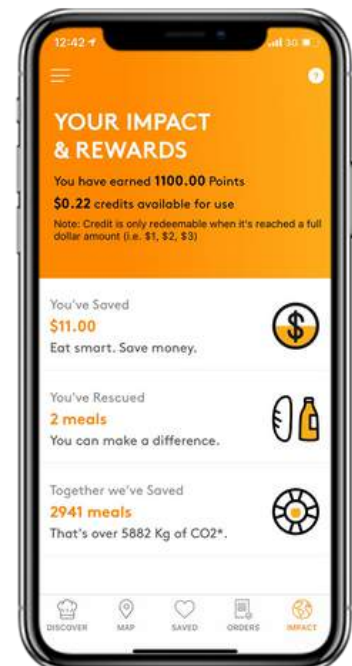 12:42
30
?
YOUR IMPACT
& REWARDS
You have earned 1100.00 Points
$0.22 credits available for use
Note: Credit is only redeemable when it's reached a full
dollar amount (i.e. $1, $2, $3)
You've Saved
$11.00
Eat smart. Save money.
$
You've Rescued
2 meals
You can make a difference.
Together we've Saved
2941 meals
That's over 5882 Kg of CO2*.
DISCOVER MAP SAVED ORDERS IMPACT